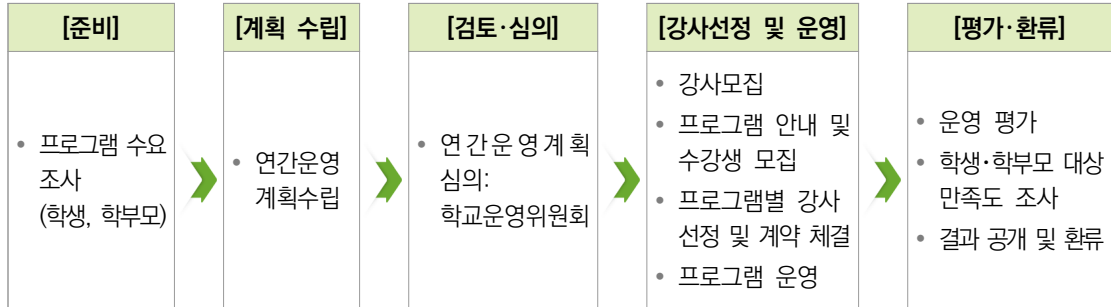 [준비]
• 프로그램 수요
조사
(학생, 학부모)
[계획 수립]
• 연간운영
계획수립
[검토·심의]
• 연간운영계획
심의:
학교운영위원회
[강사선정 및 운영]
• 강사모집
• 프로그램 안내 및
수강생 모집
• 프로그램별 강사
선정 및 계약 체결
• 프로그램 운영
[평가·환류]
• 운영 평가
• 학생·학부모 대상
만족도 조사
• 결과 공개 및 환류